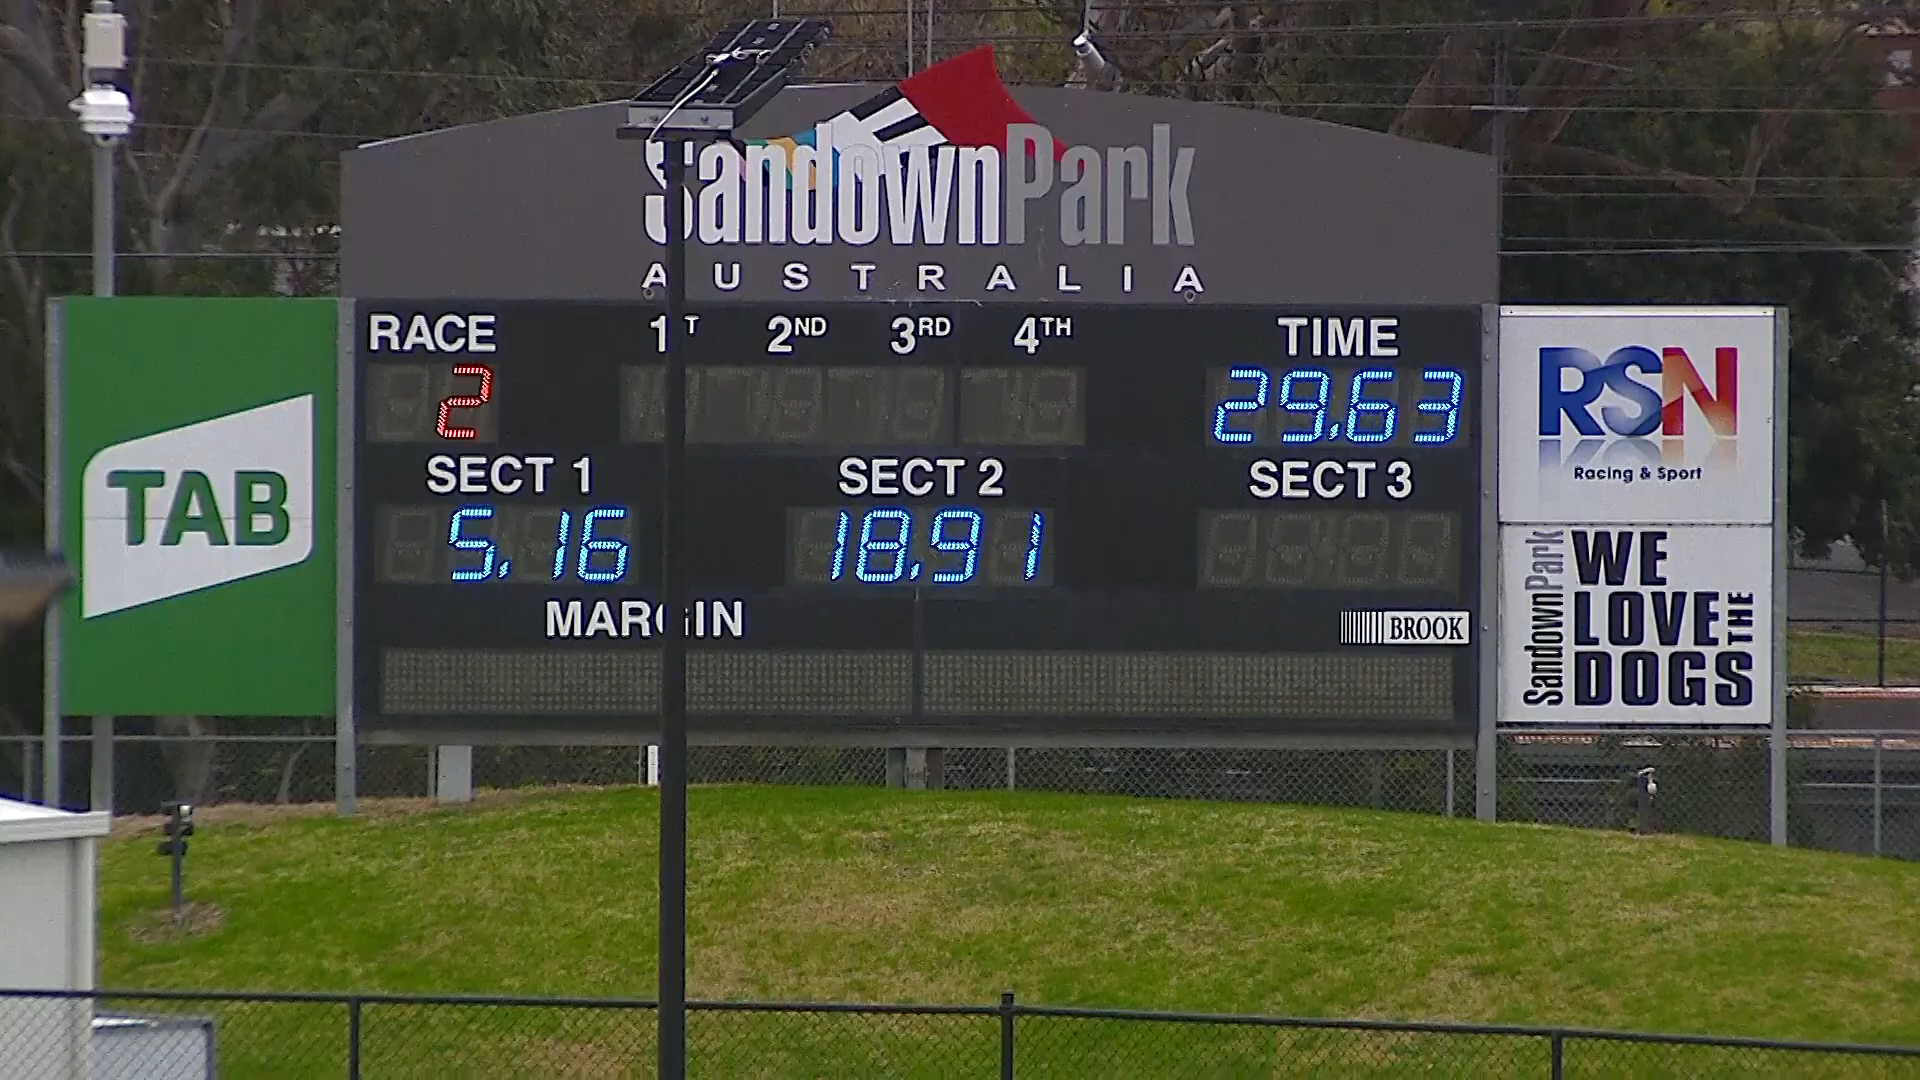 SandownPark
AUSTRALIA
RACE 1ST 2ND 3RD 4TH TIME
2 29.63
SECT 1 SECT 2 SECT 3
5.16 18.91
MARGIN
BROOK
TAB
RSN
Racing & Sport
SandownPark
WE
LOVE THE
DOGS